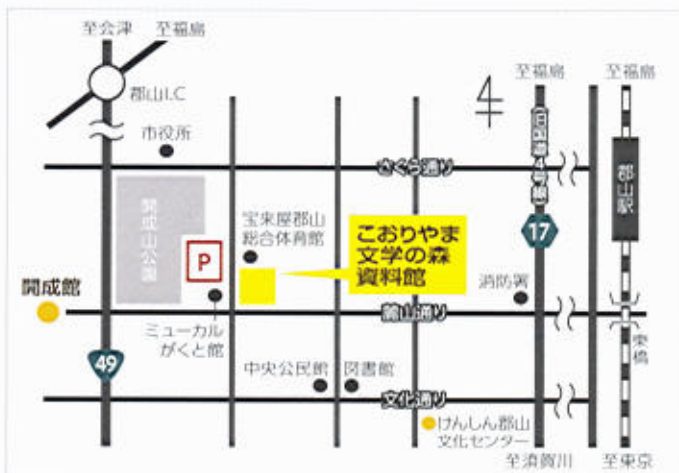 至会津
至福島
至福島
至福島
郡山I.C
市役所
旧国道4号線
さくら通り
郡山駅
開成山公園
宝来屋郡山
総合体育館
こおりやま
文学の森
資料館
P
17
開成館
消防署
麓山通り
ミューカル
がくと館
東橋
49
中央公民館
図書館
文化通り
けんしん郡山
文化センター
至須賀川
至東京